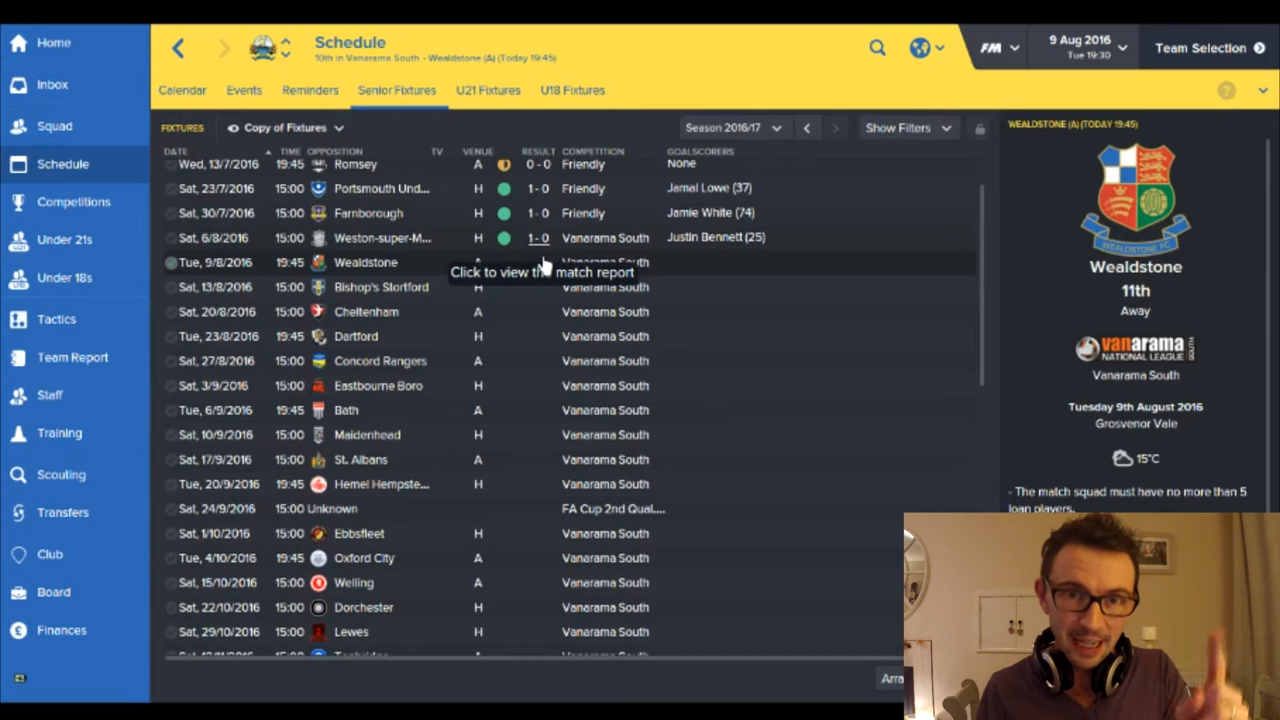 Home
Inbox
Squad
Schedule
Competitions
Under 21s
Under 18s
Tactics
Team Report
Staff
Training
Scouting
Transfers
Club
Board
Finances
Schedule
10th in Vanarama South - Wealdstone (A) (Today 19:45)
FM
9 Aug 2016
Tue 19:30
Team Selection
Calendar Events Reminders Senior Fixtures U21 Fixtures U18 Fixtures
FIXTURES Copy of Fixtures Season 2016/17 Show Filters
DATE TIME OPPOSITION TV VENUE RESULT COMPETITION GOALSCORERS
Wed, 13/7/2016 19:45 Romsey A 0 - 0 Friendly None
Sat, 23/7/2016 15:00 Portsmouth Und... H 1 - 0 Friendly Jamal Lowe (37)
Sat, 30/7/2016 15:00 Farnborough H 1 - 0 Friendly Jamie White (74)
Sat, 6/8/2016 15:00 Weston-super-M... H 1 - 0 Vanarama South Justin Bennett (25)
Tue, 9/8/2016 19:45 Wealdstone A Vanarama South
Click to view the match report
Sat, 13/8/2016 15:00 Bishop's Stortford H Vanarama South
Sat, 20/8/2016 15:00 Cheltenham A Vanarama South
Tue, 23/8/2016 19:45 Dartford H Vanarama South
Sat, 27/8/2016 15:00 Concord Rangers A Vanarama South
Sat, 3/9/2016 15:00 Eastbourne Boro H Vanarama South
Tue, 6/9/2016 19:45 Bath A Vanarama South
Sat, 10/9/2016 15:00 Maidenhead H Vanarama South
Sat, 17/9/2016 15:00 St. Albans A Vanarama South
Tue, 20/9/2016 19:45 Hemel Hempste... H Vanarama South
Sat, 24/9/2016 15:00 Unknown FA Cup 2nd Qual....
Sat, 1/10/2016 15:00 Ebbsfleet H Vanarama South
Tue, 4/10/2016 19:45 Oxford City A Vanarama South
Sat, 15/10/2016 15:00 Welling A Vanarama South
Sat, 22/10/2016 15:00 Dorchester H Vanarama South
Sat, 29/10/2016 15:00 Lewes H Vanarama South
Arra
WEALDSTONE (A) (TODAY 19:45)
WEALDSTONE FC
Wealdstone
11th
Away
vanarama
NATIONAL LEAGUE SOUTH
Vanarama South
Tuesday 9th August 2016
Grosvenor Vale
15°C
- The match squad must have no more than 5
loan players.